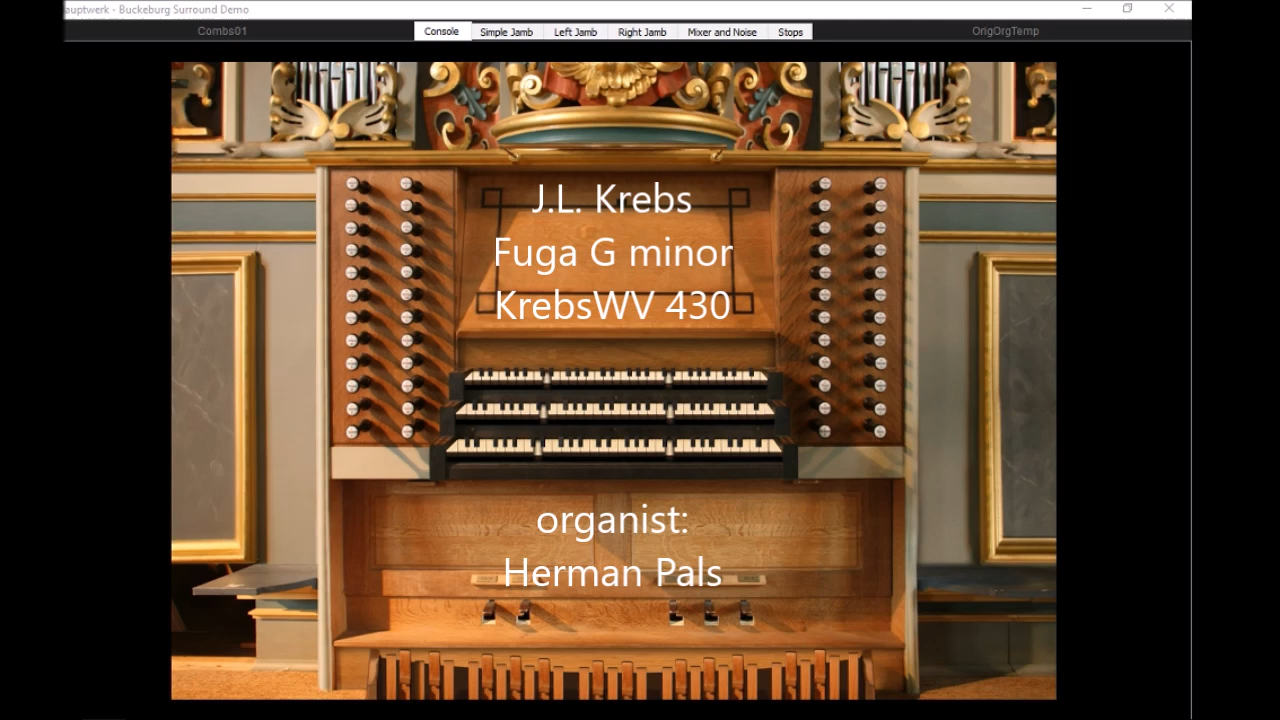 auptwerk - Buckeburg Surround Demo
Combs01
Console Simple Jamb Left Jamb Right Jamb Mixer and Noise Stops
OrigOrgTemp
J.L. Krebs
Fuga G minor
KrebsWV 430
organist:
Herman Pals